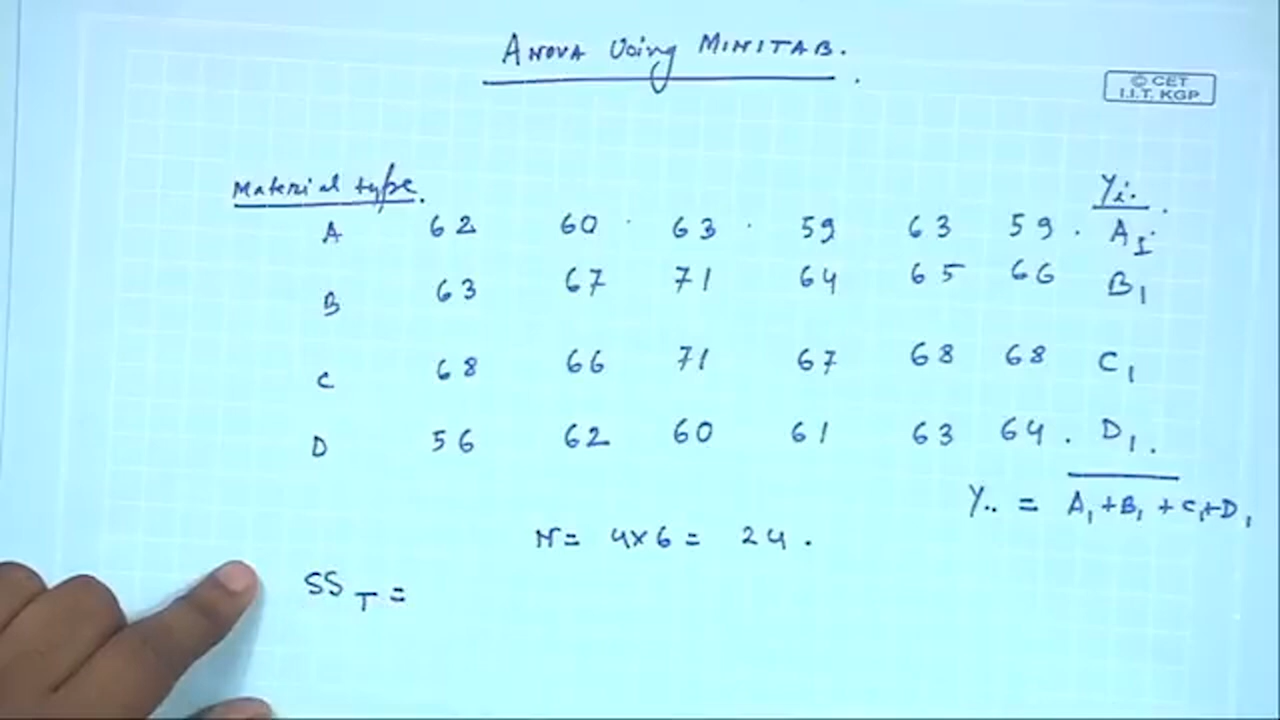 ANOVA Using MINITAB.
© CET
I.I.T. KGP
Material type. Yi.
A 62 60 63 59 63 59. A1
B 63 67 71 64 65 66 B1
C 68 66 71 67 68 68 C1
D 56 62 60 61 63 64. D1.
Y.. = A1 + B1 + C1 + D1
N = 4x6 = 24.
SST =